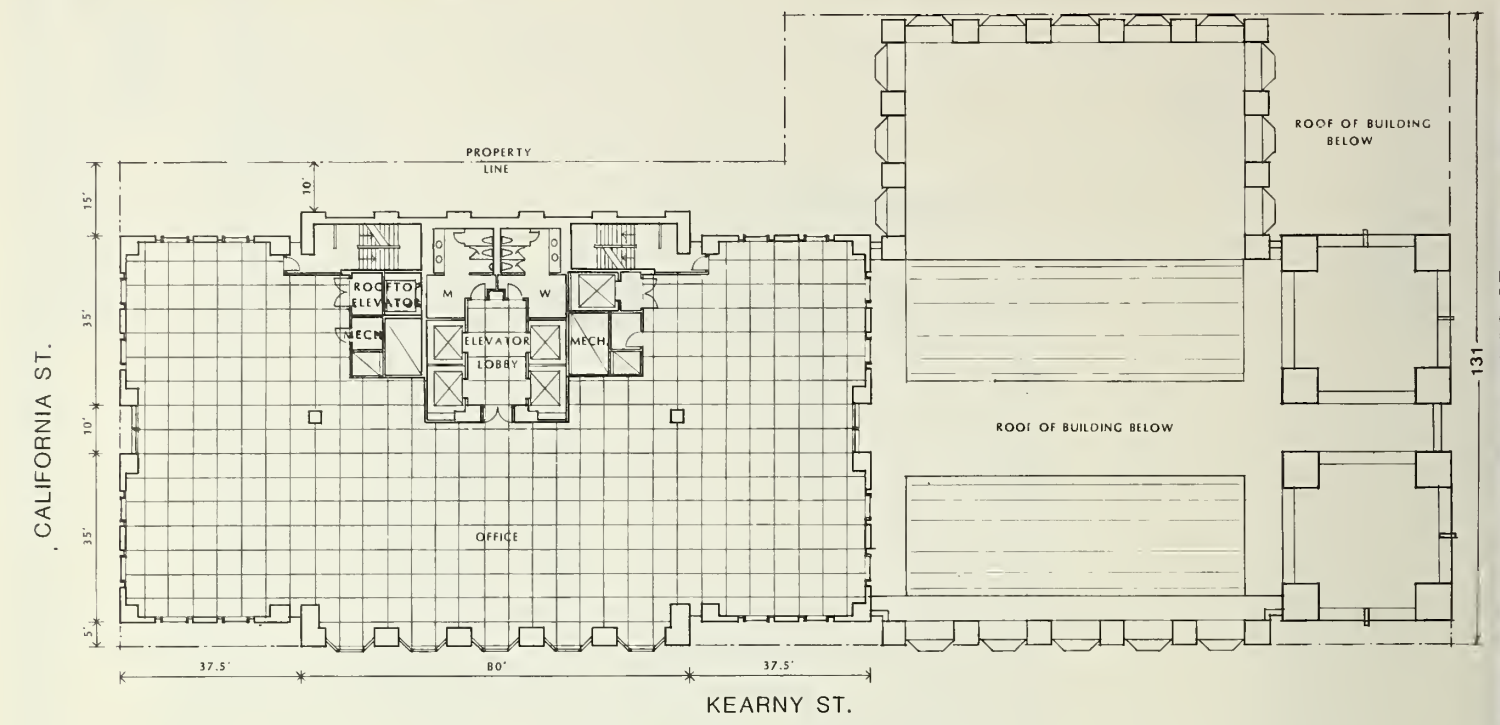 ROOF OF BUILDING
BELOW
PROPERTY
LINE
10'
15'
ROOFTOP
ELEVATOR
M
W
35'
MECH.
ELEVATOR
LOBBY
MECH.
131
CALIFORNIA ST.
10'
ROOF OF BUILDING BELOW
35'
OFFICE
5'
37.5'
80'
37.5'
KEARNY ST.